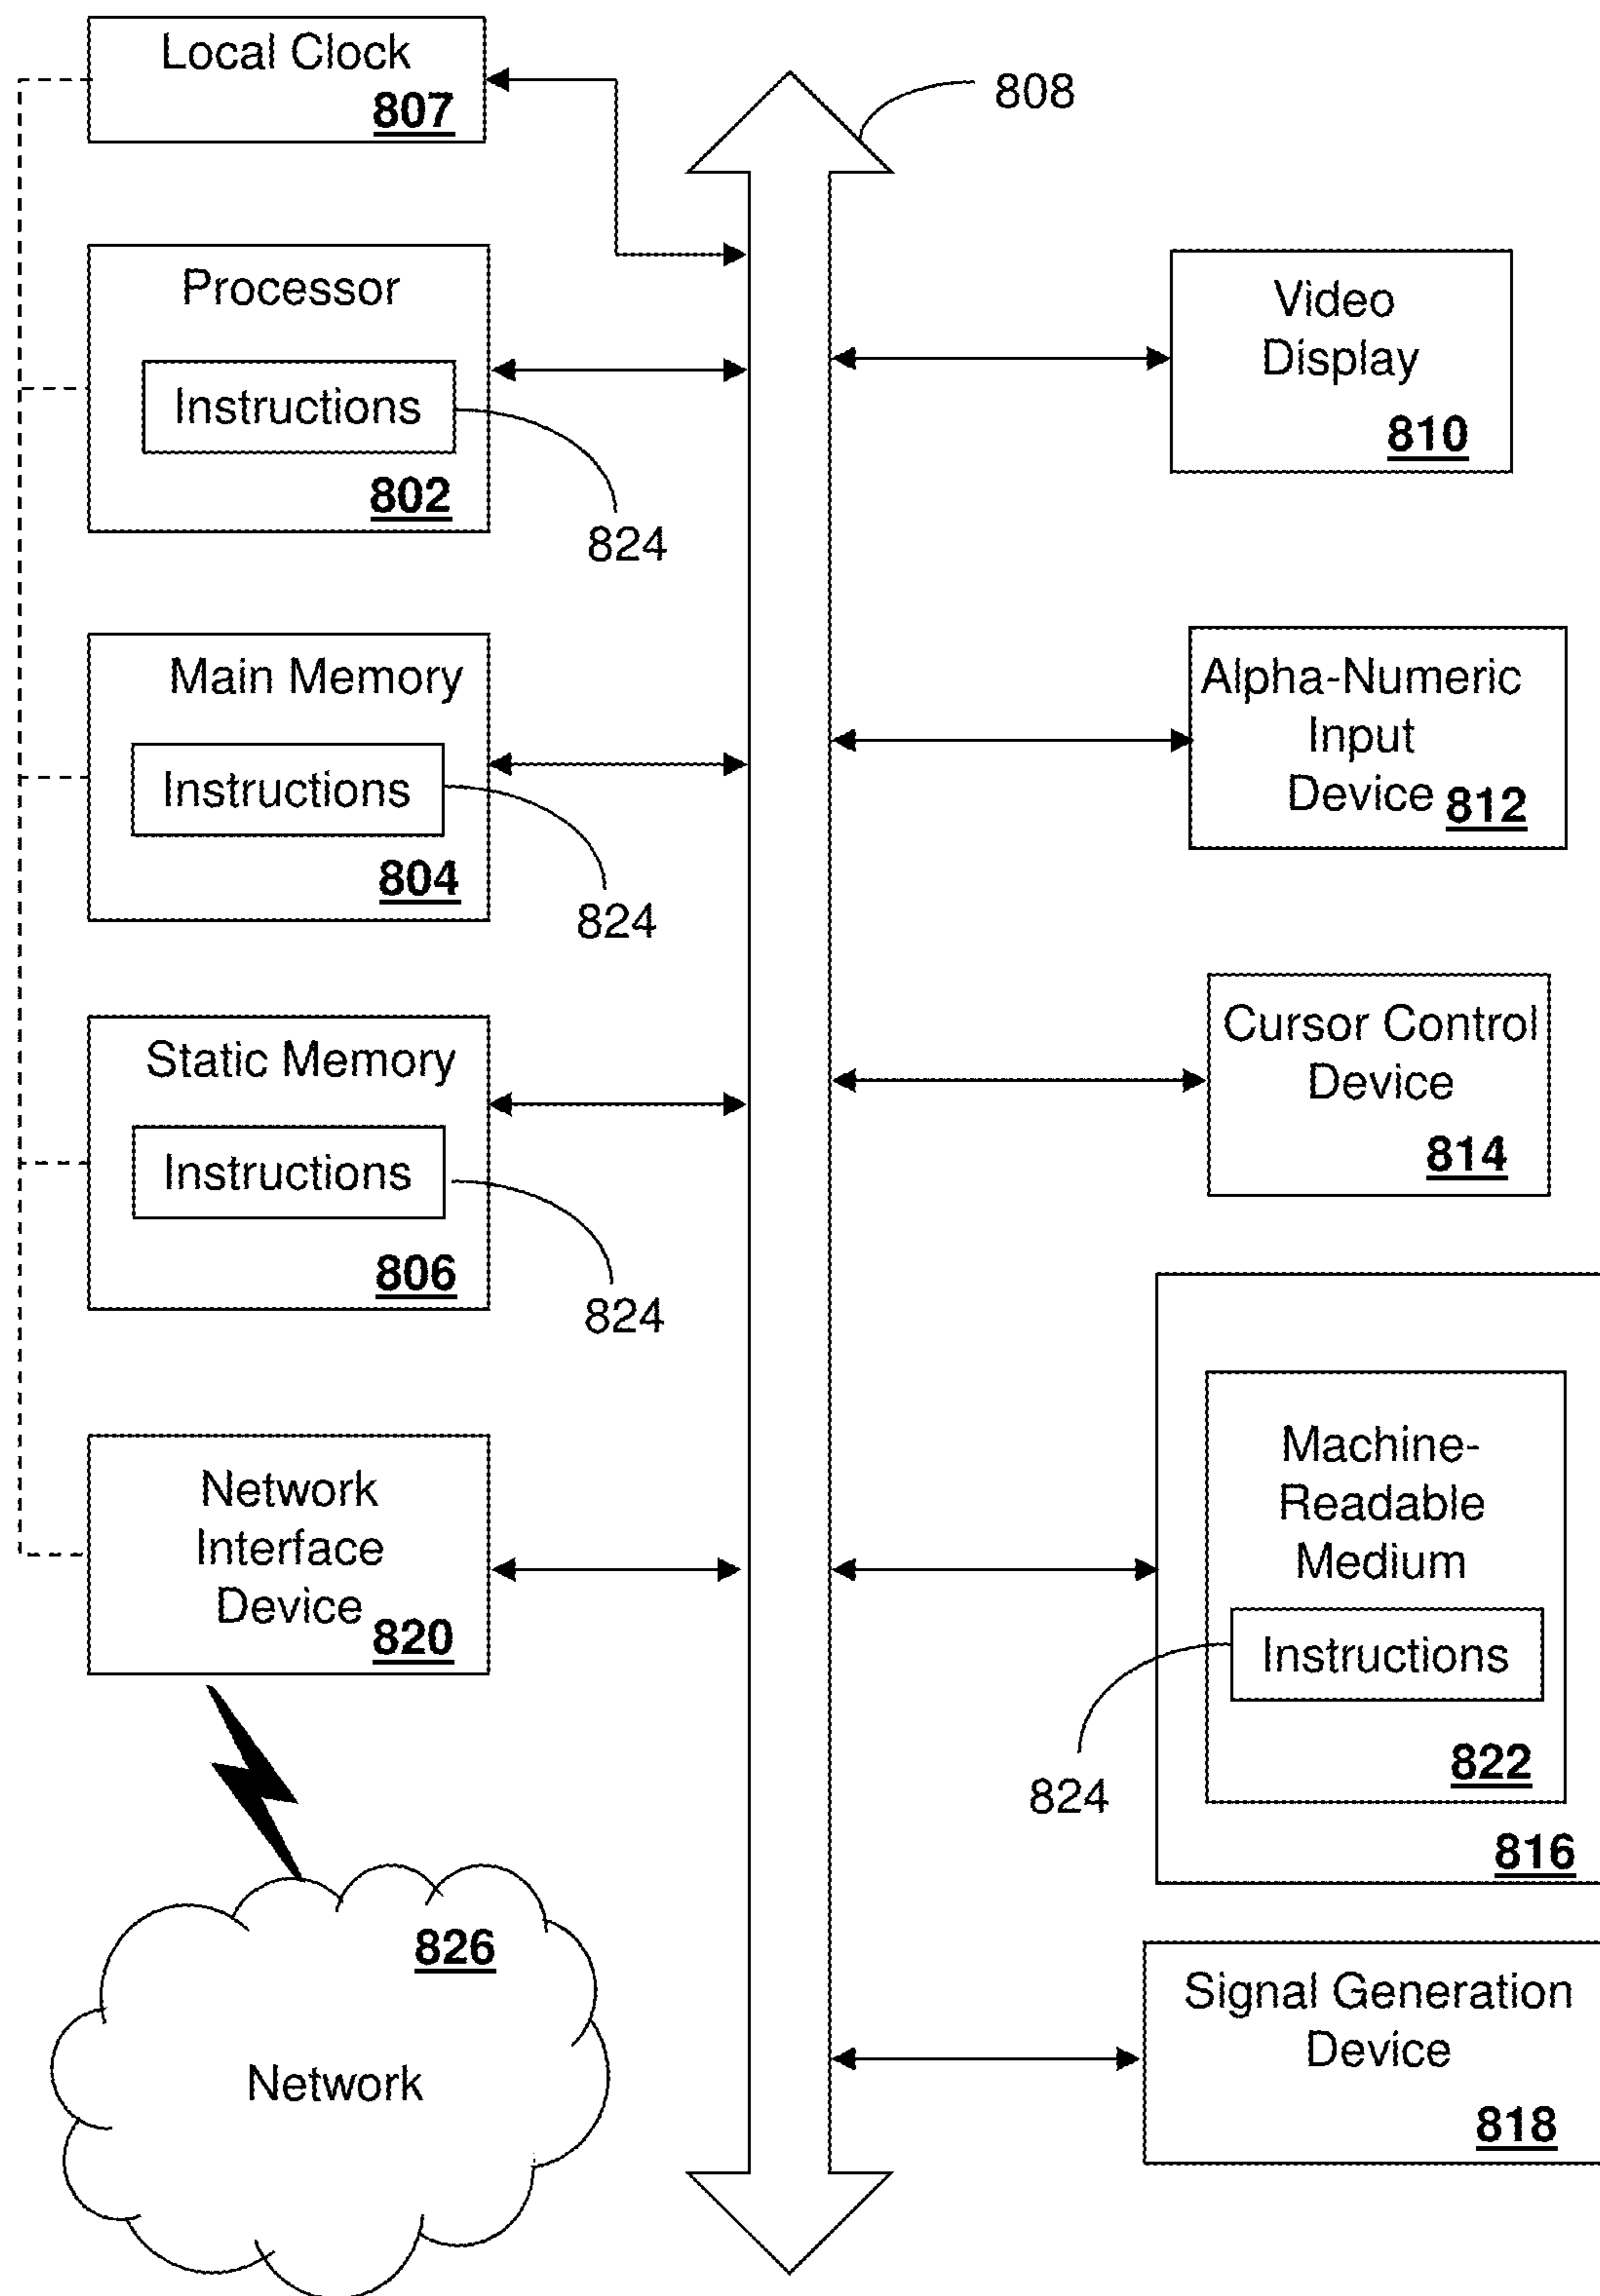 Local Clock
807
808
Processor
Instructions
802
824
Main Memory
Instructions
804
824
Static Memory
Instructions
806
824
Network
Interface
Device
820
826
Network
Video
Display
810
Alpha-Numeric
Input
Device 812
Cursor Control
Device
814
Machine-
Readable
Medium
Instructions
824
822
816
Signal Generation
Device
818